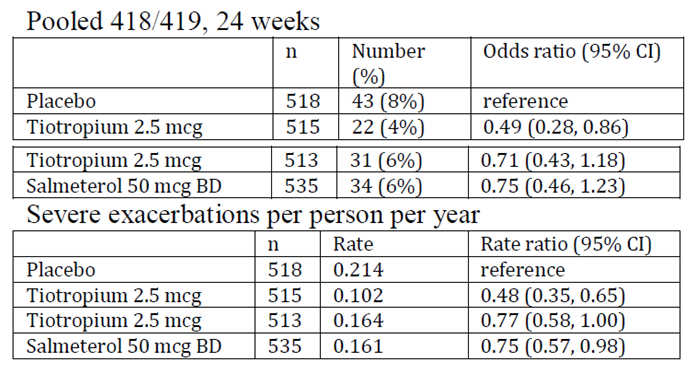 Pooled 418/419, 24 weeks
n Number (%) Odds ratio (95% CI)
Placebo 518 43 (8%) reference
Tiotropium 2.5 mcg 515 22 (4%) 0.49 (0.28, 0.86)
Tiotropium 2.5 mcg 513 31 (6%) 0.71 (0.43, 1.18)
Salmeterol 50 mcg BD 535 34 (6%) 0.75 (0.46, 1.23)
Severe exacerbations per person per year
n Rate Rate ratio (95% CI)
Placebo 518 0.214 reference
Tiotropium 2.5 mcg 515 0.102 0.48 (0.35, 0.65)
Tiotropium 2.5 mcg 513 0.164 0.77 (0.58, 1.00)
Salmeterol 50 mcg BD 535 0.161 0.75 (0.57, 0.98)